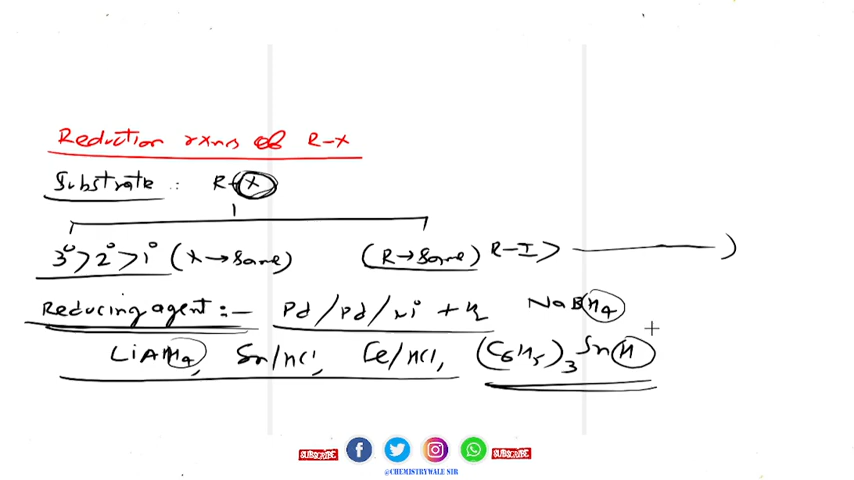 Reduction rxns of R-X
Substrate : R-X
3° > 2° > 1° (X → Same) (R → Same) R-I > )
Reducing agent :- Pd/Pd/Ni + H2 NaBH4
LiAlH4, Sn/HCl, Fe/HCl, (C6H5)3SnH
SUBSCRIBE SUBSCRIBE
@CHEMISTRYWALE SIR